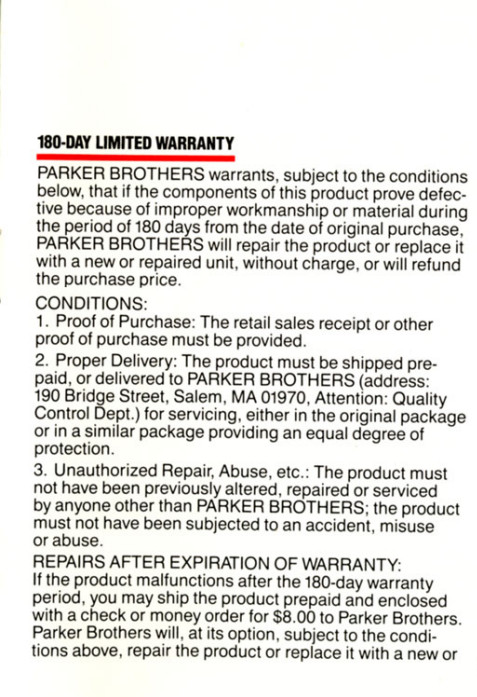 180-DAY LIMITED WARRANTY
PARKER BROTHERS warrants, subject to the conditions
below, that if the components of this product prove defec-
tive because of improper workmanship or material during
the period of 180 days from the date of original purchase,
PARKER BROTHERS will repair the product or replace it
with a new or repaired unit, without charge, or will refund
the purchase price.
CONDITIONS:
1. Proof of Purchase: The retail sales receipt or other
proof of purchase must be provided.
2. Proper Delivery: The product must be shipped pre-
paid, or delivered to PARKER BROTHERS (address:
190 Bridge Street, Salem, MA 01970, Attention: Quality
Control Dept.) for servicing, either in the original package
or in a similar package providing an equal degree of
protection.
3. Unauthorized Repair, Abuse, etc.: The product must
not have been previously altered, repaired or serviced
by anyone other than PARKER BROTHERS; the product
must not have been subjected to an accident, misuse
or abuse.
REPAIRS AFTER EXPIRATION OF WARRANTY:
If the product malfunctions after the 180-day warranty
period, you may ship the product prepaid and enclosed
with a check or money order for $8.00 to Parker Brothers.
Parker Brothers will, at its option, subject to the condi-
tions above, repair the product or replace it with a new or